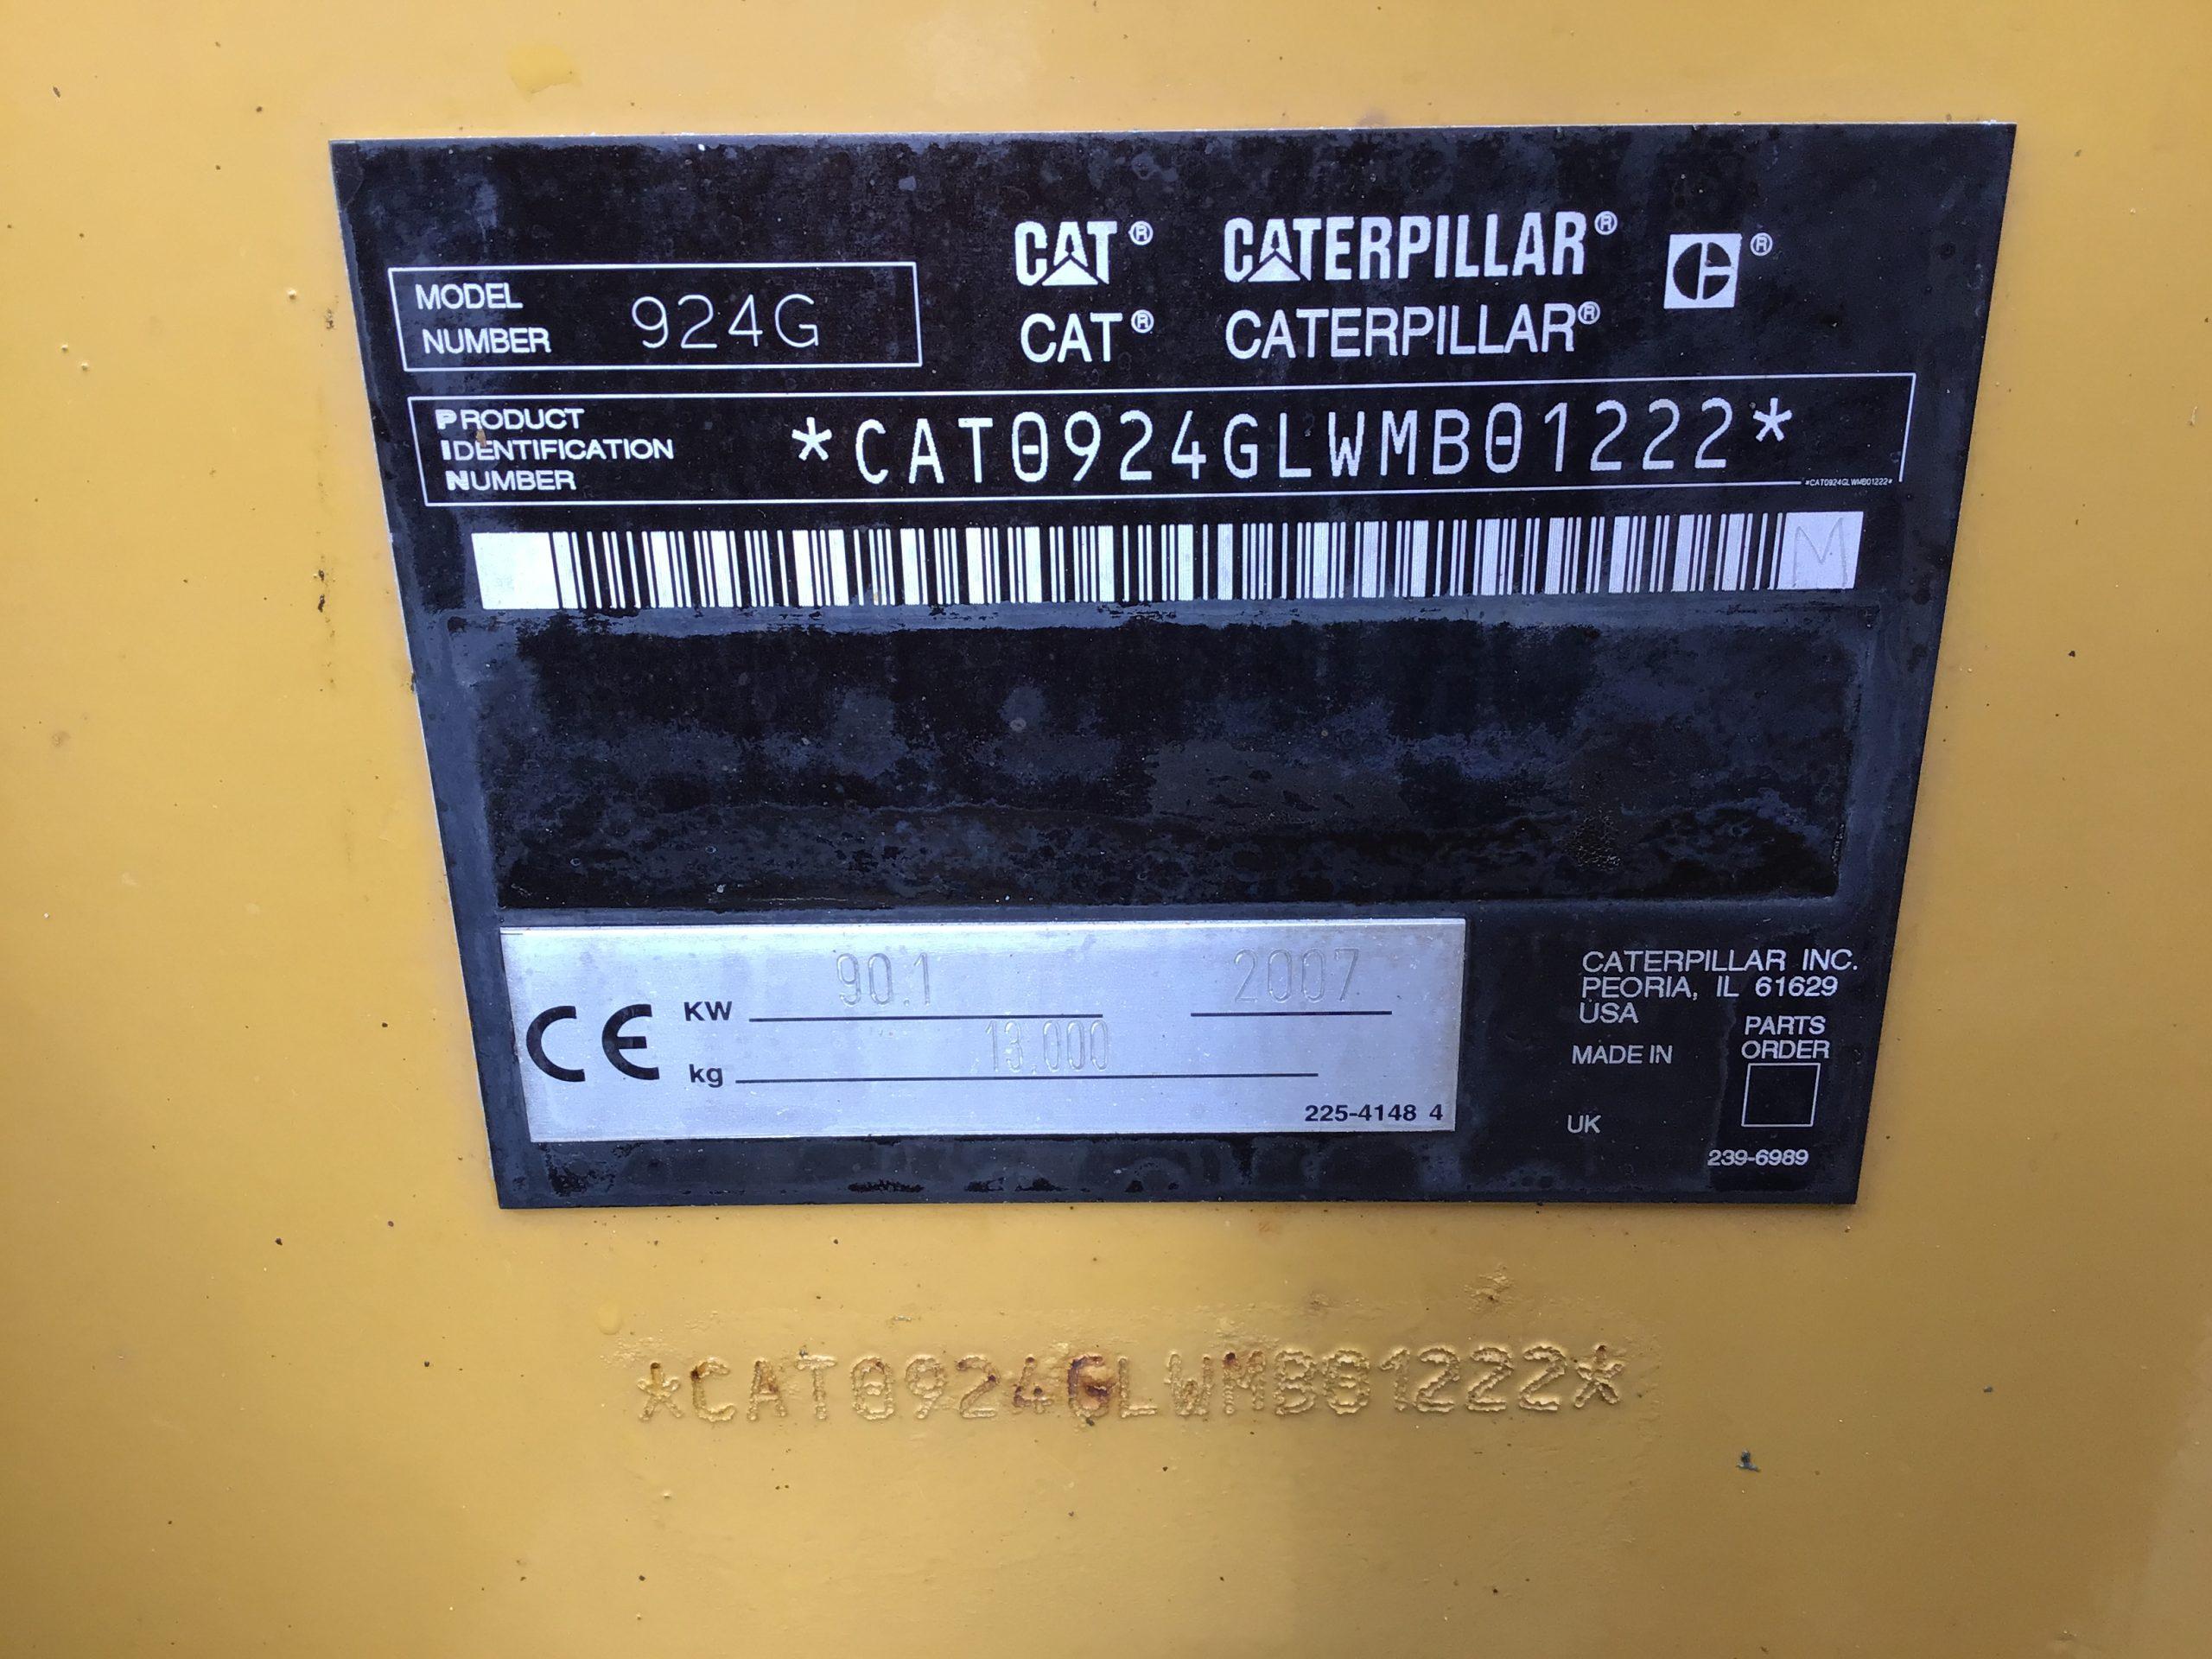 CAT® CATERPILLAR® ®
MODEL
NUMBER 924G
CAT® CATERPILLAR®
PRODUCT
IDENTIFICATION
NUMBER
*CAT0924GLWMB01222*
*CAT0924GLWMB01222*
M
CE
KW 90.1 2007
kg 13.000
225-4148 4
CATERPILLAR INC.
PEORIA, IL 61629
USA
MADE IN
UK
PARTS
ORDER
239-6989
*CAT0924GLWMB01222*